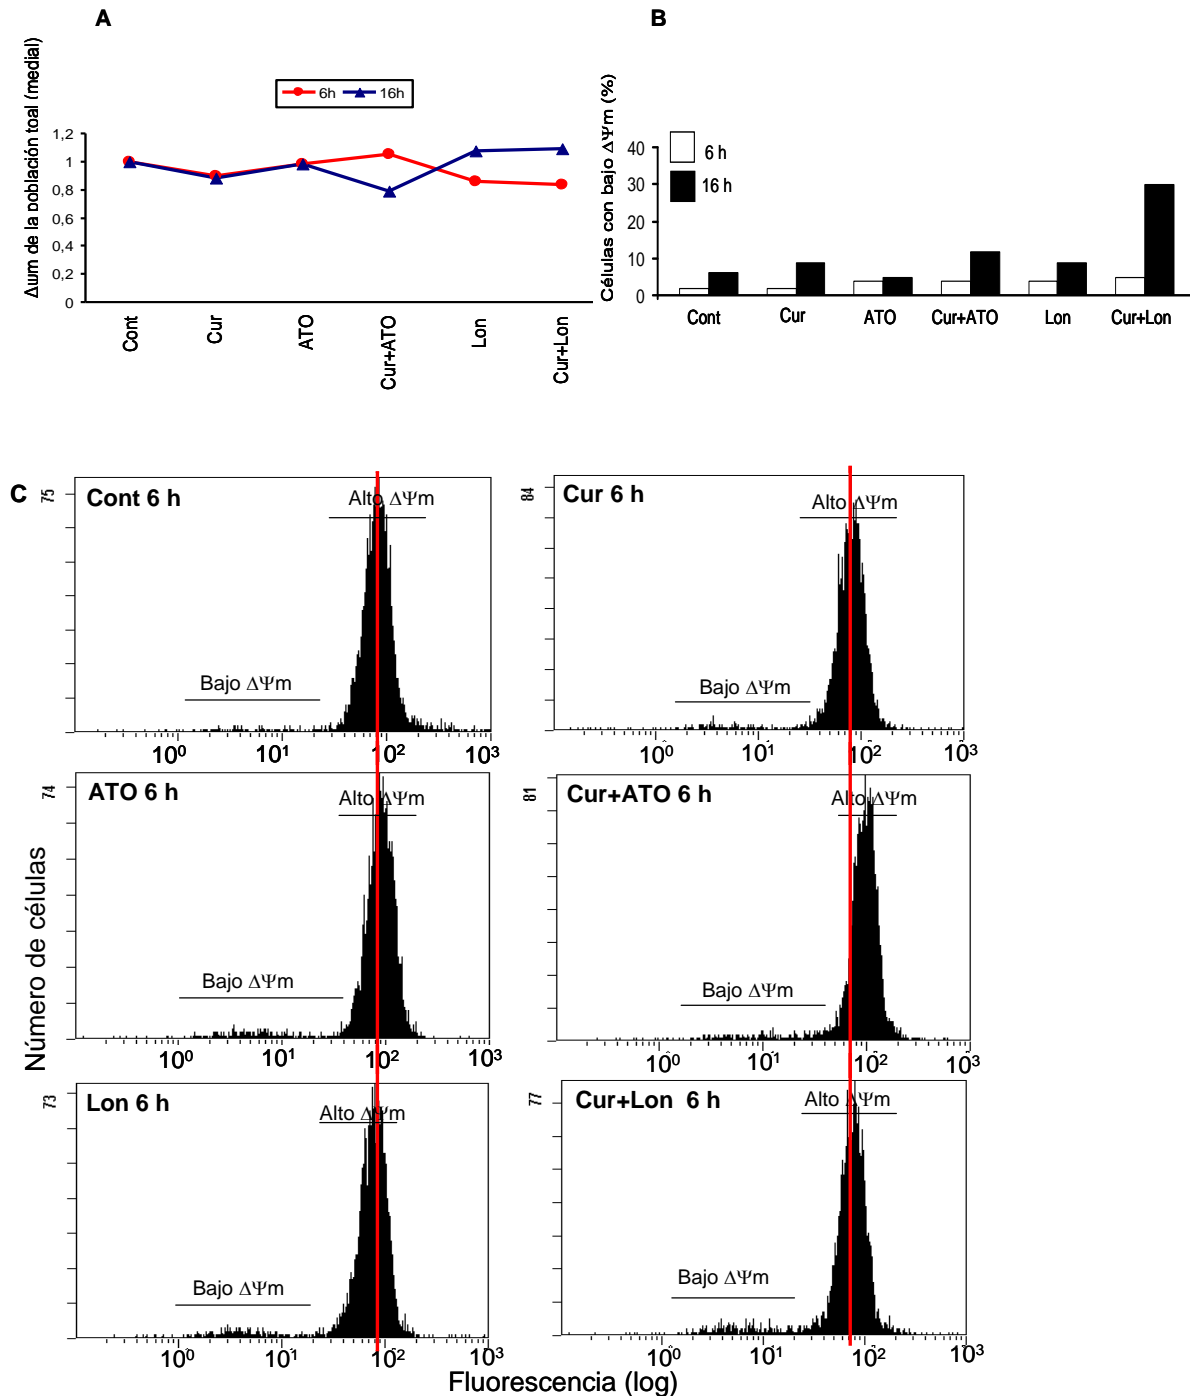 A
B
Δψm de la población toal (medial)
6h 16h
1,2
1
0,8
0,6
0,4
0,2
0
Cont
Cur
ATO
Cur+ATO
Lon
Cur+Lon
Células con bajo ΔΨm (%)
6 h
16 h
40
30
20
10
0
Cont Cur ATO Cur+ATO Lon Cur+Lon
C
75
Cont 6 h
Alto ΔΨm
Bajo ΔΨm
10⁰ 10¹ 10² 10³
84
Cur 6 h
Alto ΔΨm
Bajo ΔΨm
10⁰ 10¹ 10² 10³
74
ATO 6 h
Alto ΔΨm
Bajo ΔΨm
10⁰ 10¹ 10² 10³
81
Cur+ATO 6 h
Alto ΔΨm
Bajo ΔΨm
10⁰ 10¹ 10² 10³
73
Lon 6 h
Alto ΔΨm
Bajo ΔΨm
10⁰ 10¹ 10² 10³
77
Cur+Lon 6 h
Alto ΔΨm
Bajo ΔΨm
10⁰ 10¹ 10² 10³
Número de células
Fluorescencia (log)